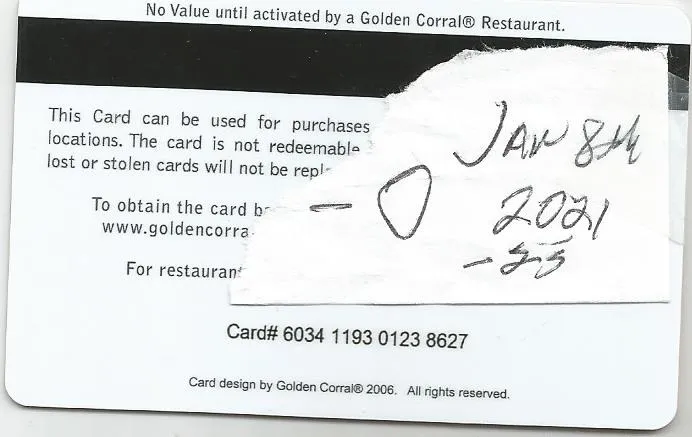 No Value until activated by a Golden Corral® Restaurant.
This Card can be used for purchases
locations. The card is not redeemable
lost or stolen cards will not be repl
To obtain the card b
www.goldencorra
For restauran
JAN 8th
- 0 2021
- 25
Card# 6034 1193 0123 8627
Card design by Golden Corral® 2006. All rights reserved.